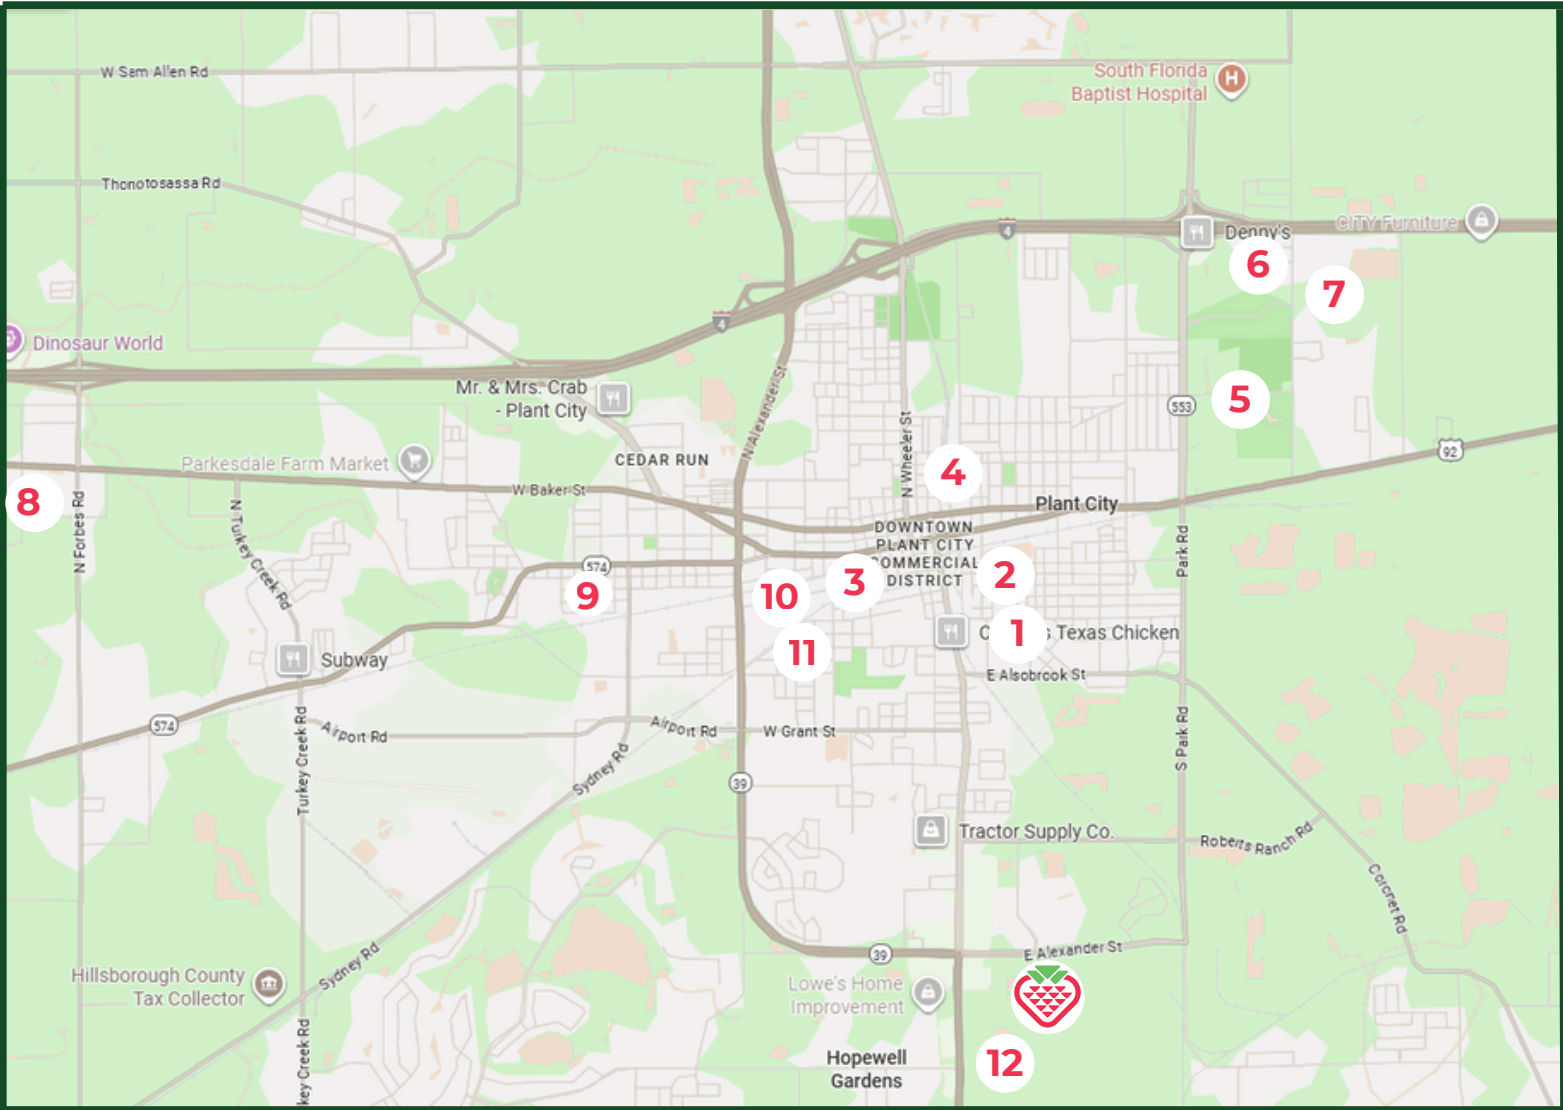 W Sam Allen Rd
South Florida
Baptist Hospital
H
Thonotosassa Rd
4
Denny's
CITY Furniture
6
7
4
Dinosaur World
Mr. & Mrs. Crab
- Plant City
N Alexander St
553
5
N Wheeler St
92
CEDAR RUN
Parkesdale Farm Market
4
W Baker St
8
N Forbes Rd
N Turkey Creek Rd
Plant City
DOWNTOWN
PLANT CITY
COMMERCIAL
DISTRICT
Park Rd
574
9
10
3
2
1
Texas Chicken
11
Subway
E Alsobrook St
574
Airport Rd
Airport Rd
W Grant St
S Park Rd
Turkey Creek Rd
Sydney Rd
39
Tractor Supply Co.
Roberts Ranch Rd
Coronet Rd
39
E Alexander St
Sydney Rd
Hillsborough County
Tax Collector
Lowe's Home
Improvement
Hopewell
Gardens
12
key Creek Rd